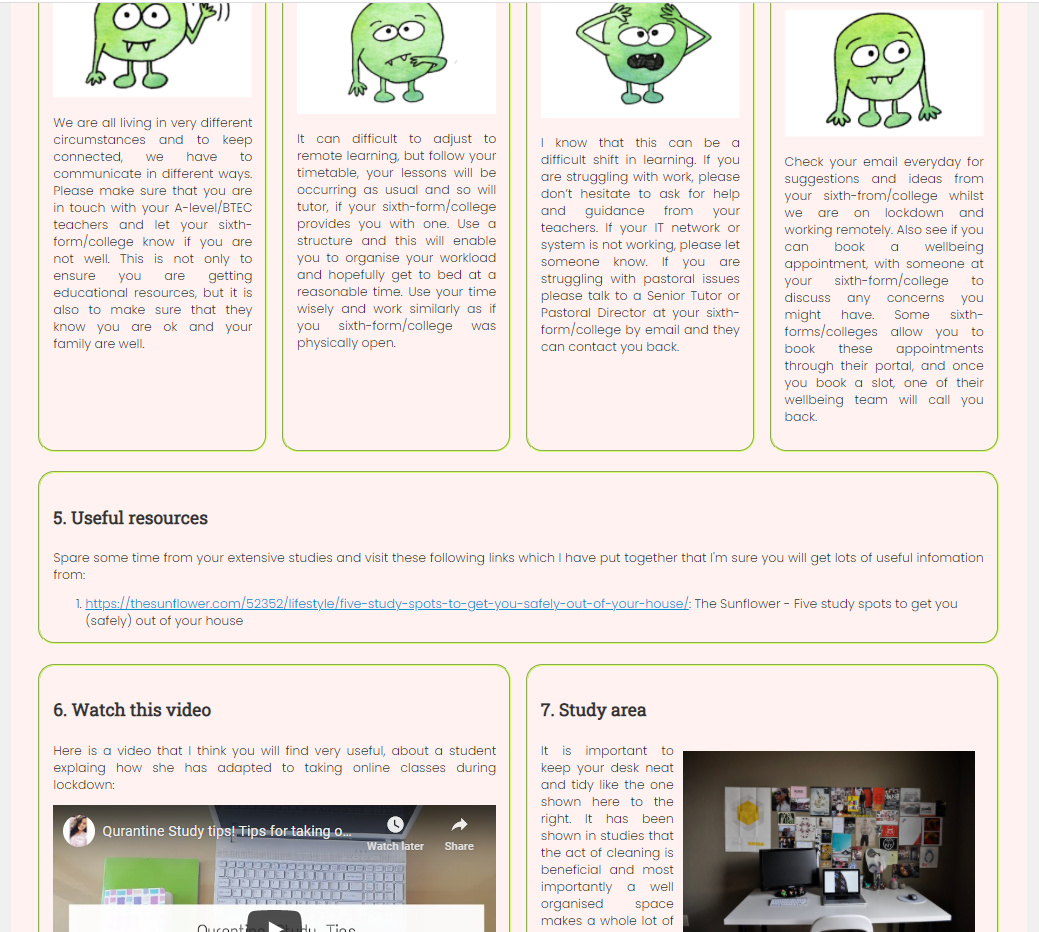 We are all living in very different
circumstances and to keep
connected, we have to
communicate in different ways.
Please make sure that you are
in touch with your A-level/BTEC
teachers and let your sixth-
form/college know if you are
not well. This is not only to
ensure you are getting
educational resources, but it is
also to make sure that they
know you are ok and your
family are well.
It can difficult to adjust to
remote learning, but follow your
timetable, your lessons will be
occurring as usual and so will
tutor, if your sixth-form/college
provides you with one. Use a
structure and this will enable
you to organise your workload
and hopefully get to bed at a
reasonable time. Use your time
wisely and work similarly as if
you sixth-form/college was
physically open.
I know that this can be a
difficult shift in learning. If you
are struggling with work, please
don't hesitate to ask for help
and guidance from your
teachers. If your IT network or
system is not working, please let
someone know. If you are
struggling with pastoral issues
please talk to a Senior Tutor or
Pastoral Director at your sixth-
form/college by email and they
can contact you back.
Check your email everyday for
suggestions and ideas from
your sixth-from/college whilst
we are on lockdown and
working remotely. Also see if you
can book a wellbeing
appointment, with someone at
your sixth-form/college to
discuss any concerns you
might have. Some sixth-
forms/colleges allow you to
book these appointments
through their portal, and once
you book a slot, one of their
wellbeing team will call you
back.
5. Useful resources
Spare some time from your extensive studies and visit these following links which I have put together that I'm sure you will get lots of useful infomation
from:
1. https://thesunflower.com/52352/lifestyle/five-study-spots-to-get-you-safely-out-of-your-house/: The Sunflower - Five study spots to get you
(safely) out of your house
6. Watch this video
Here is a video that I think you will find very useful, about a student
explaing how she has adapted to taking online classes during
lockdown:
Qurantine Study tips! Tips for taking o...
Watch later
Share
Qurantine Study Tips
7. Study area
It is important to
keep your desk neat
and tidy like the one
shown here to the
right. It has been
shown in studies that
the act of cleaning is
beneficial and most
importantly a well
organised space
makes a whole lot of